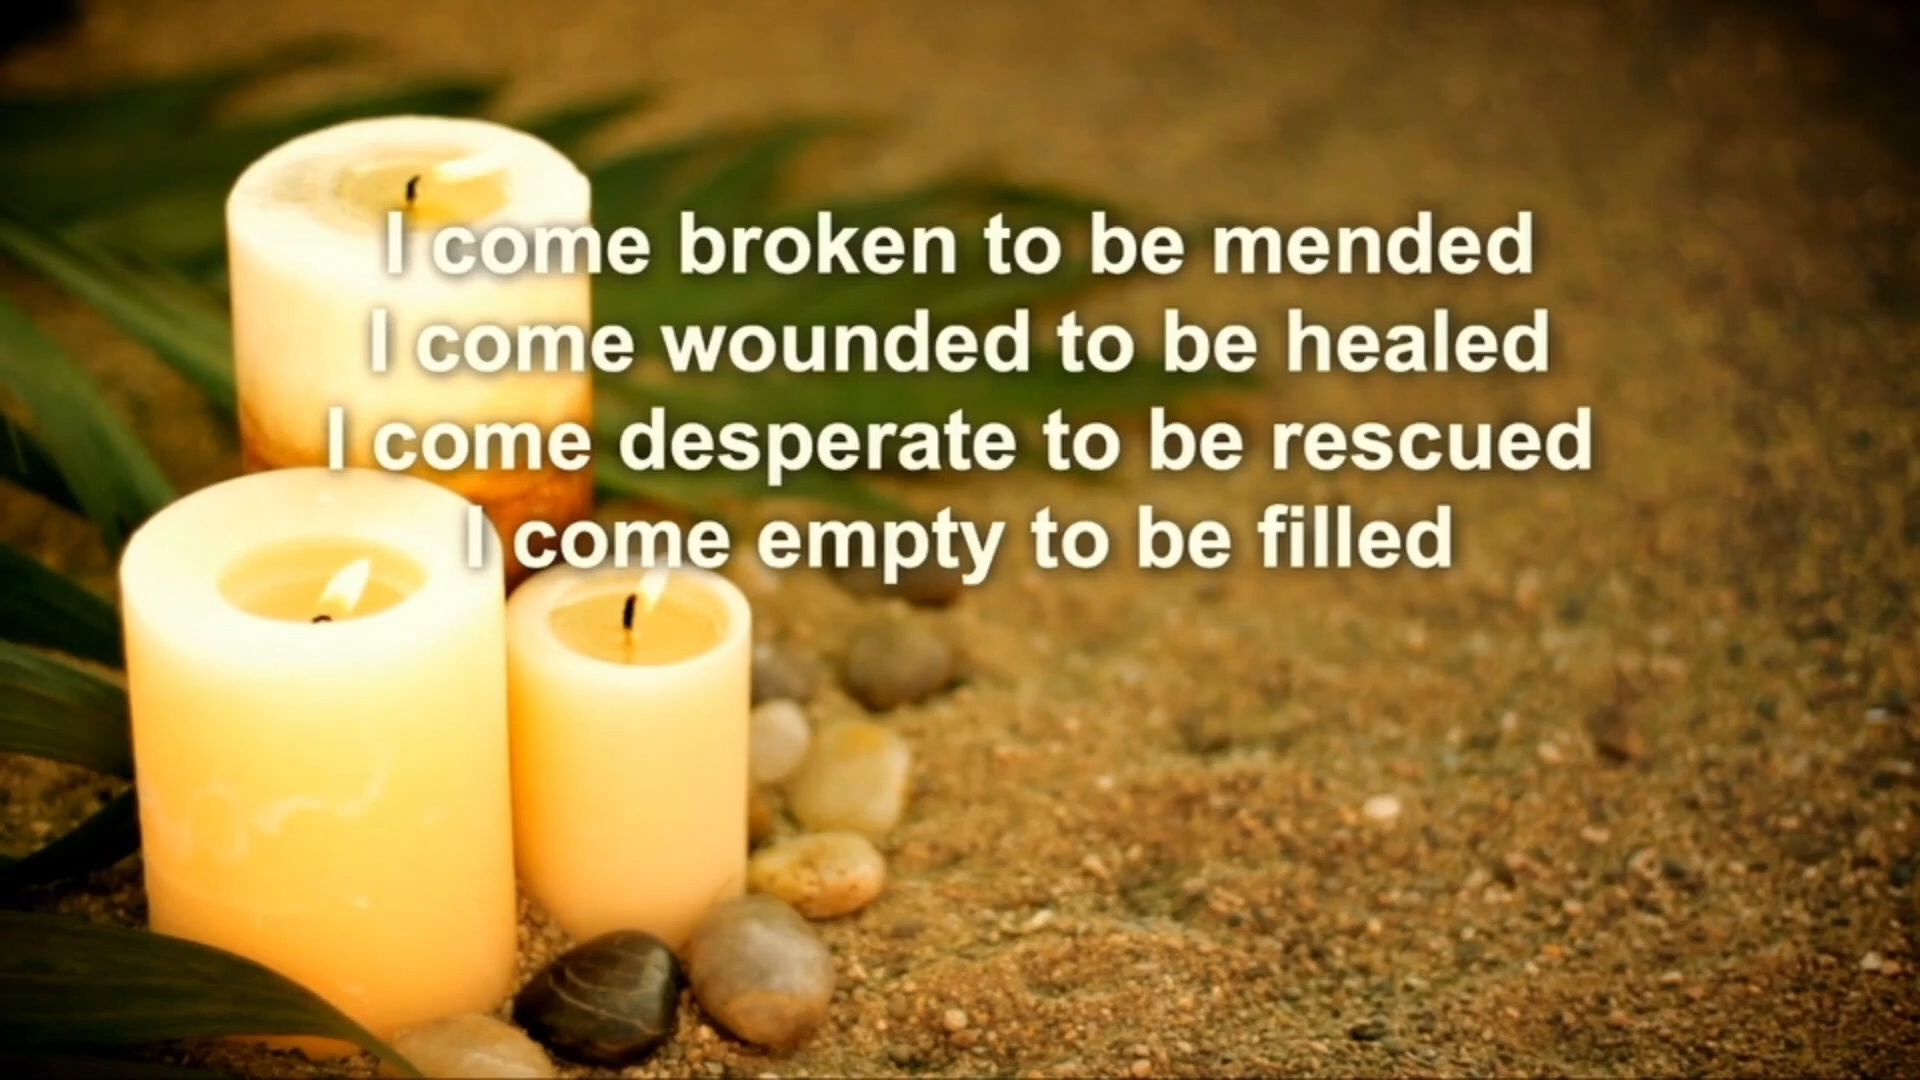 I come broken to be mended
I come wounded to be healed
I come desperate to be rescued
I come empty to be filled